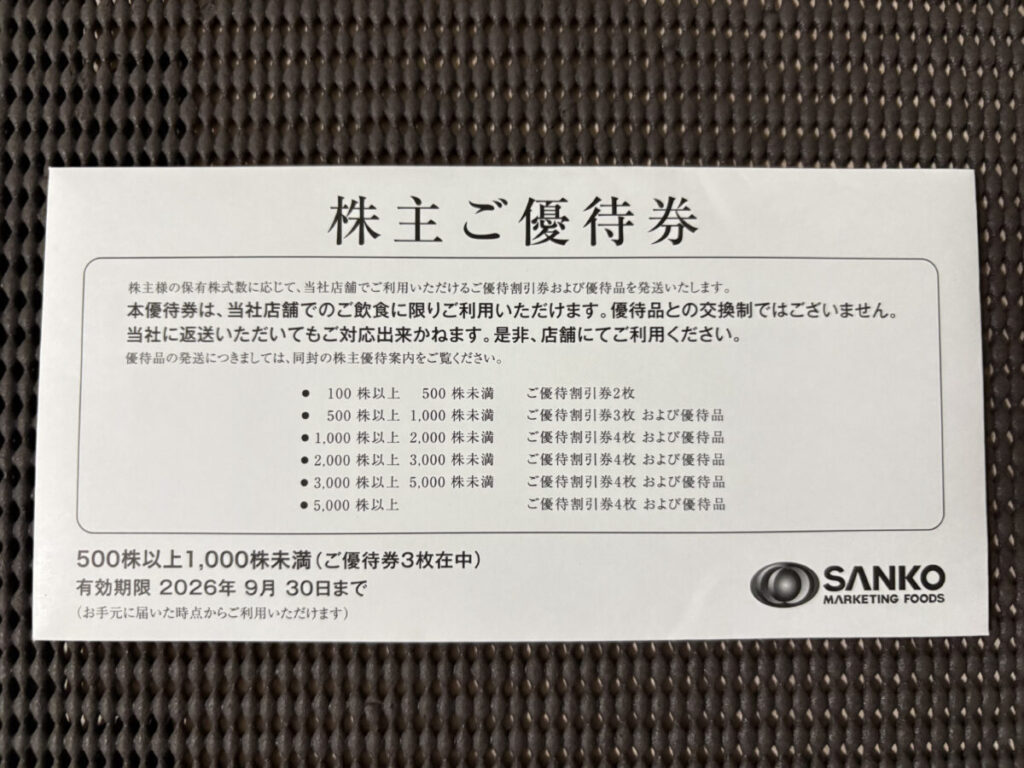 株主ご優待券
株主様の保有株式数に応じて、当社店舗でご利用いただけるご優待割引券および優待品を発送いたします。
本優待券は、当社店舗でのご飲食に限りご利用いただけます。優待品との交換制ではございません。
当社に返送いただいてもご対応出来かねます。是非、店舗にてご利用ください。
優待品の発送につきましては、同封の株主優待案内をご覧ください。
● 100 株以上 500 株未満 ご優待割引券2枚
● 500 株以上 1,000 株未満 ご優待割引券3枚 および優待品
● 1,000 株以上 2,000 株未満 ご優待割引券4枚 および優待品
● 2,000 株以上 3,000 株未満 ご優待割引券4枚 および優待品
● 3,000 株以上 5,000 株未満 ご優待割引券4枚 および優待品
● 5,000 株以上 ご優待割引券4枚 および優待品
500株以上1,000株未満(ご優待券3枚在中)
有効期限 2026年 9月 30日まで
(お手元に届いた時点からご利用いただけます)
SANKO
MARKETING FOODS